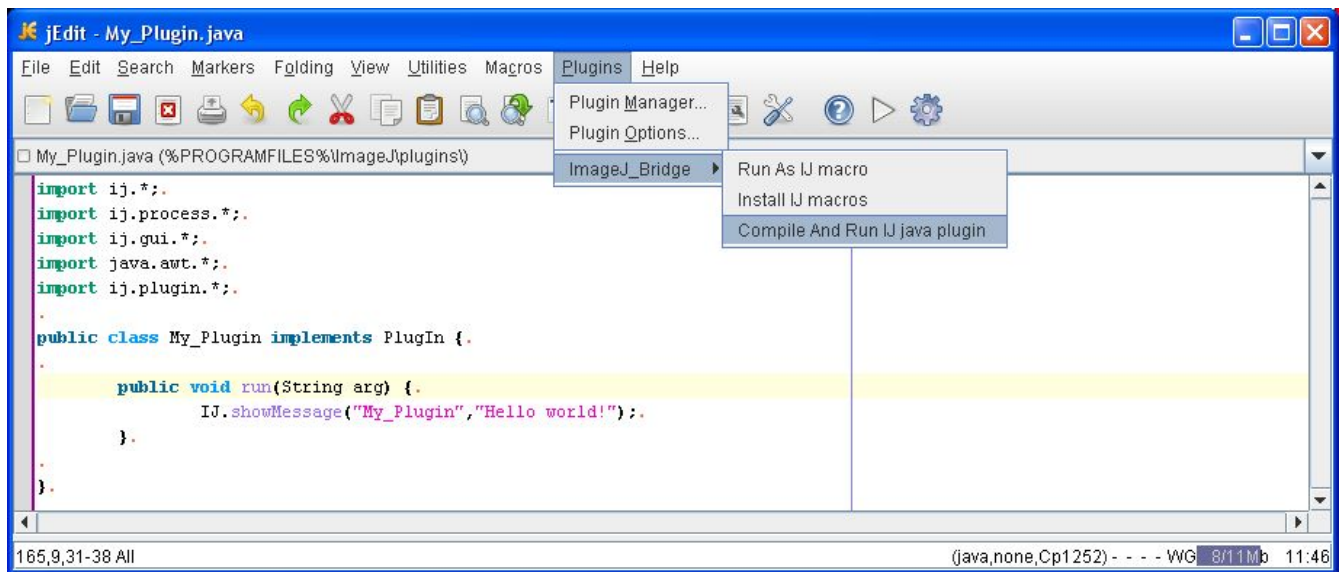 jEdit - My_Plugin.java
File Edit Search Markers Folding View Utilities Macros Plugins Help
Plugin Manager...
Plugin Options...
ImageJ_Bridge
Run As IJ macro
Install IJ macros
Compile And Run IJ java plugin
My_Plugin.java (%PROGRAMFILES%\ImageJ\plugins\)
import ij.*;.
import ij.process.*;.
import ij.gui.*;.
import java.awt.*;.
import ij.plugin.*;.
.
public class My_Plugin implements PlugIn {.
.
public void run(String arg) {.
IJ.showMessage("My_Plugin","Hello world!");.
}.
.
}.
165,9,31-38 All (java,none,Cp1252) - - - - WG 8/11Mb 11:46